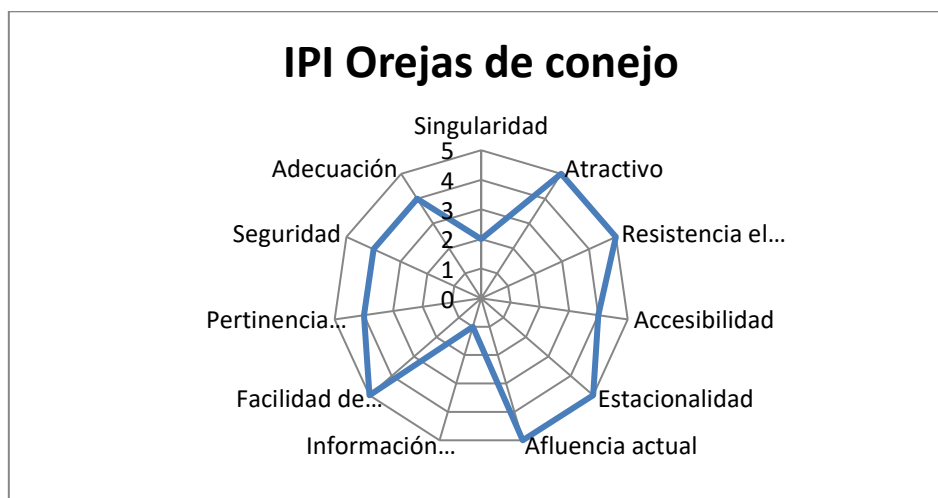 IPI Orejas de conejo
Singularidad
Atractivo
Resistencia el...
Accesibilidad
Estacionalidad
Afluencia actual
Información...
Facilidad de...
Pertinencia...
Seguridad
Adecuación
5
4
3
2
1
0